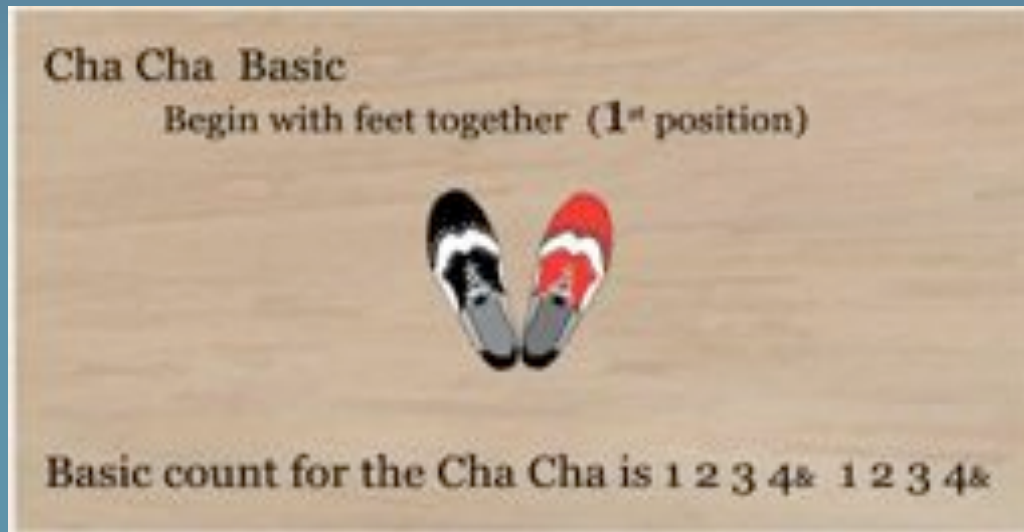 Cha Cha Basic
Begin with feet together (1st position)
Basic count for the Cha Cha is 1 2 3 4& 1 2 3 4&